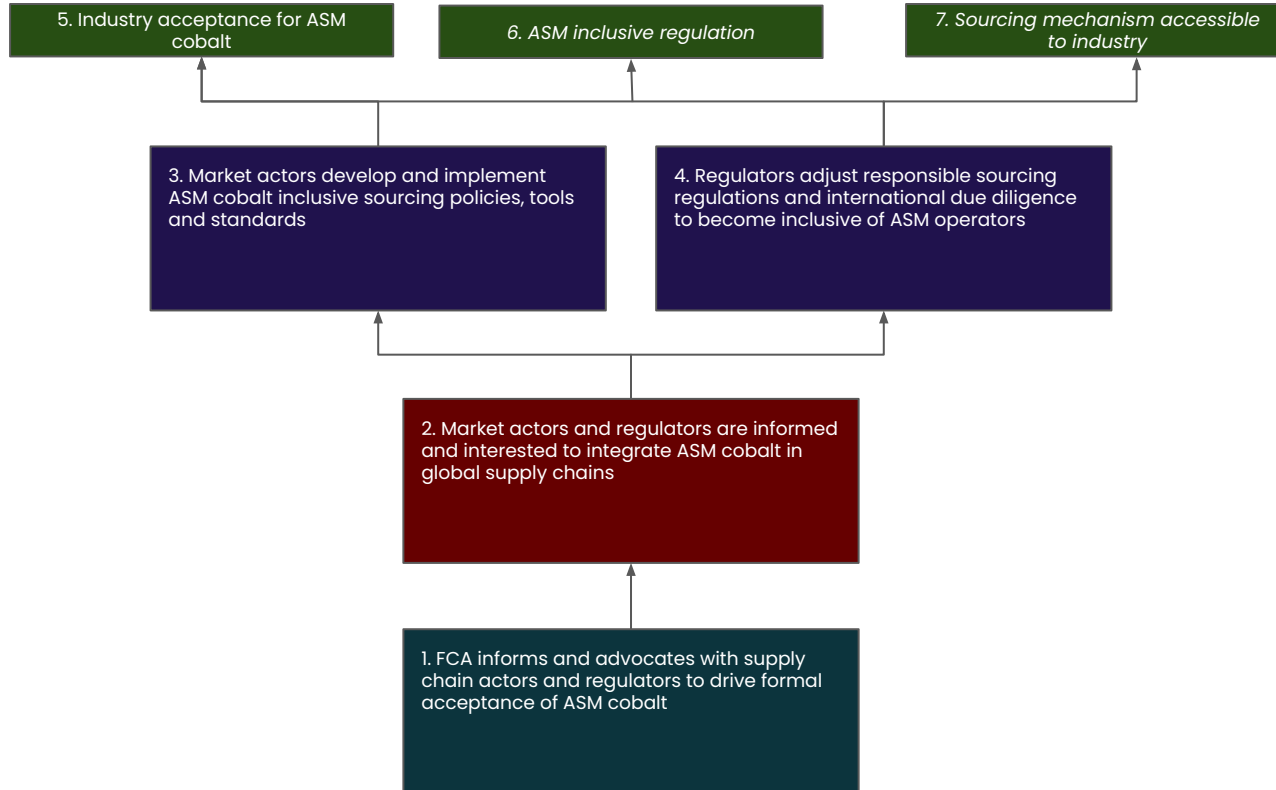 5. Industry acceptance for ASM
cobalt
6. ASM inclusive regulation
7. Sourcing mechanism accessible
to industry
3. Market actors develop and implement
ASM cobalt inclusive sourcing policies, tools
and standards
4. Regulators adjust responsible sourcing
regulations and international due diligence
to become inclusive of ASM operators
2. Market actors and regulators are informed
and interested to integrate ASM cobalt in
global supply chains
1. FCA informs and advocates with supply
chain actors and regulators to drive formal
acceptance of ASM cobalt